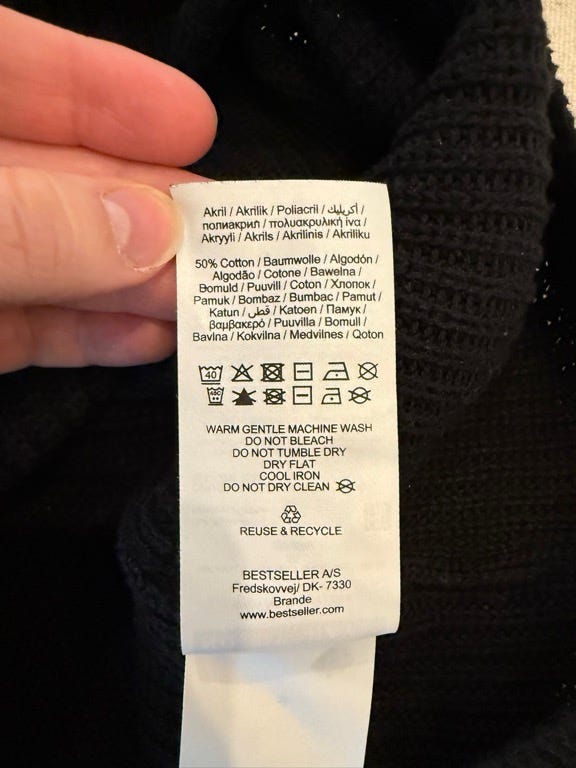 Akril / Akrilik / Poliacril / أكريليك /
полиакрил / πολυακρυλική ίνα /
Akryyli / Akrils / Akrilinis / Akriliku
50% Cotton / Baumwolle / Algodón /
Algodão / Cotone / Bawełna /
Bomuld / Puuvill / Coton / Хлопок /
Pamuk / Bombaz / Bumbac / Pamut /
Katun / قطن / Katoen / Памук /
βαμβακερό / Puuvilla / Bomull /
Bavlna / Kokvilna / Medvilnes / Qoton
40
WARM GENTLE MACHINE WASH
DO NOT BLEACH
DO NOT TUMBLE DRY
DRY FLAT
COOL IRON
DO NOT DRY CLEAN
REUSE & RECYCLE
BESTSELLER A/S
Fredskovvej/ DK- 7330
Brande
www.bestseller.com